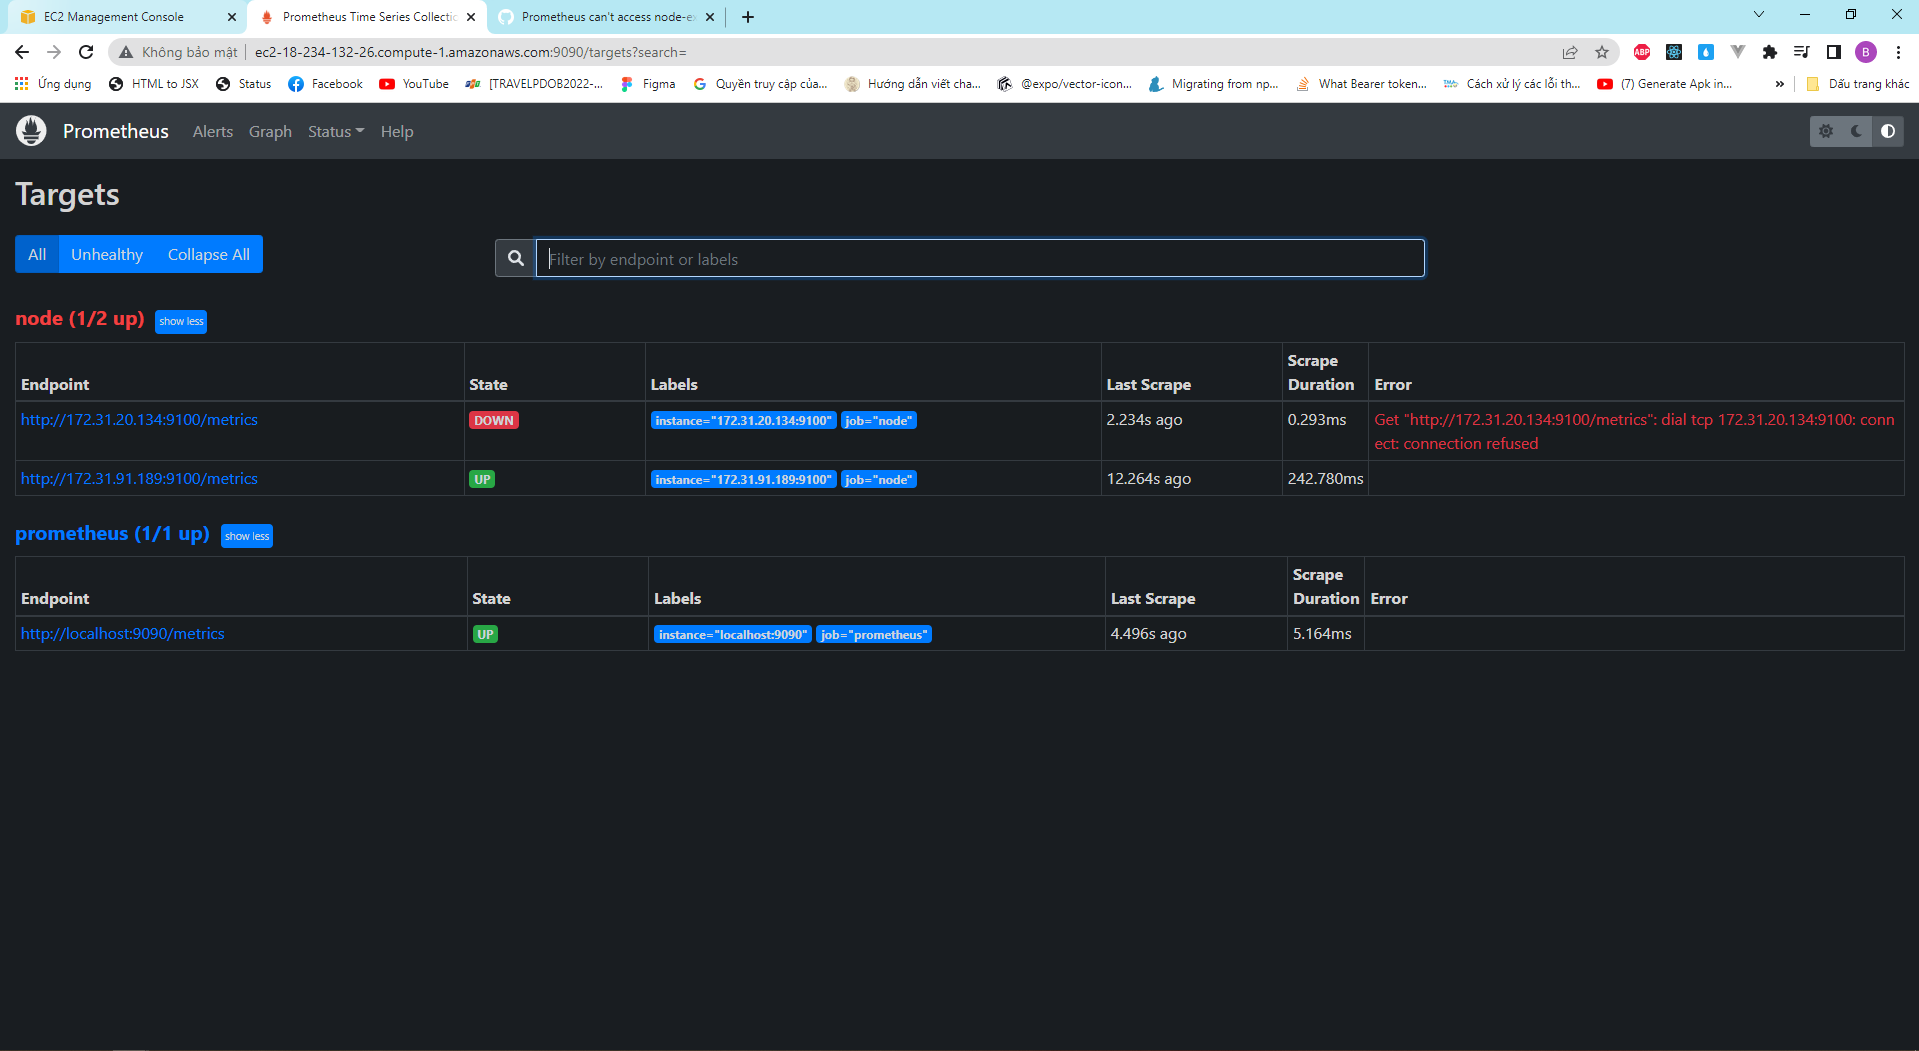 EC2 Management Console
Prometheus Time Series Collectio
Prometheus can't access node-ex
Không bảo mật
ec2-18-234-132-26.compute-1.amazonaws.com:9090/targets?search=
ABP
B
Ứng dụng
HTML to JSX
Status
Facebook
YouTube
[TRAVELPDOB2022-...
Figma
Quyền truy cập của...
Hướng dẫn viết cha...
@expo/vector-icon...
Migrating from np...
What Bearer token...
Cách xử lý các lỗi th...
(7) Generate Apk in...
»
Dấu trang khác
Prometheus
Alerts
Graph
Status
Help
Targets
All
Unhealthy
Collapse All
Filter by endpoint or labels
node (1/2 up)
show less
Endpoint
State
Labels
Last Scrape
Scrape
Duration
Error
http://172.31.20.134:9100/metrics
DOWN
instance="172.31.20.134:9100"
job="node"
2.234s ago
0.293ms
Get "http://172.31.20.134:9100/metrics": dial tcp 172.31.20.134:9100: conn
ect: connection refused
http://172.31.91.189:9100/metrics
UP
instance="172.31.91.189:9100"
job="node"
12.264s ago
242.780ms
prometheus (1/1 up)
show less
Endpoint
State
Labels
Last Scrape
Scrape
Duration
Error
http://localhost:9090/metrics
UP
instance="localhost:9090"
job="prometheus"
4.496s ago
5.164ms